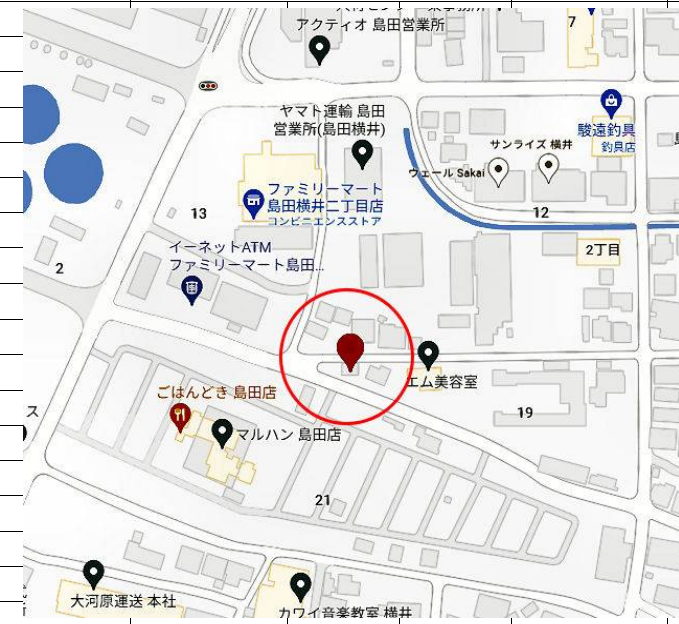 アクティオ 島田営業所
7
ヤマト運輸 島田
営業所(島田横井)
駿遠釣具
釣具店
サンライズ 横井
ウェール Sakai
ファミリーマート
島田横井二丁目店
コンビニエンスストア
13
12
イーネットATM
ファミリーマート島田...
2丁目
2
エム美容室
ごはんどき 島田店
マルハン 島田店
19
ス
21
大河原運送 本社
カワイ音楽教室 横井